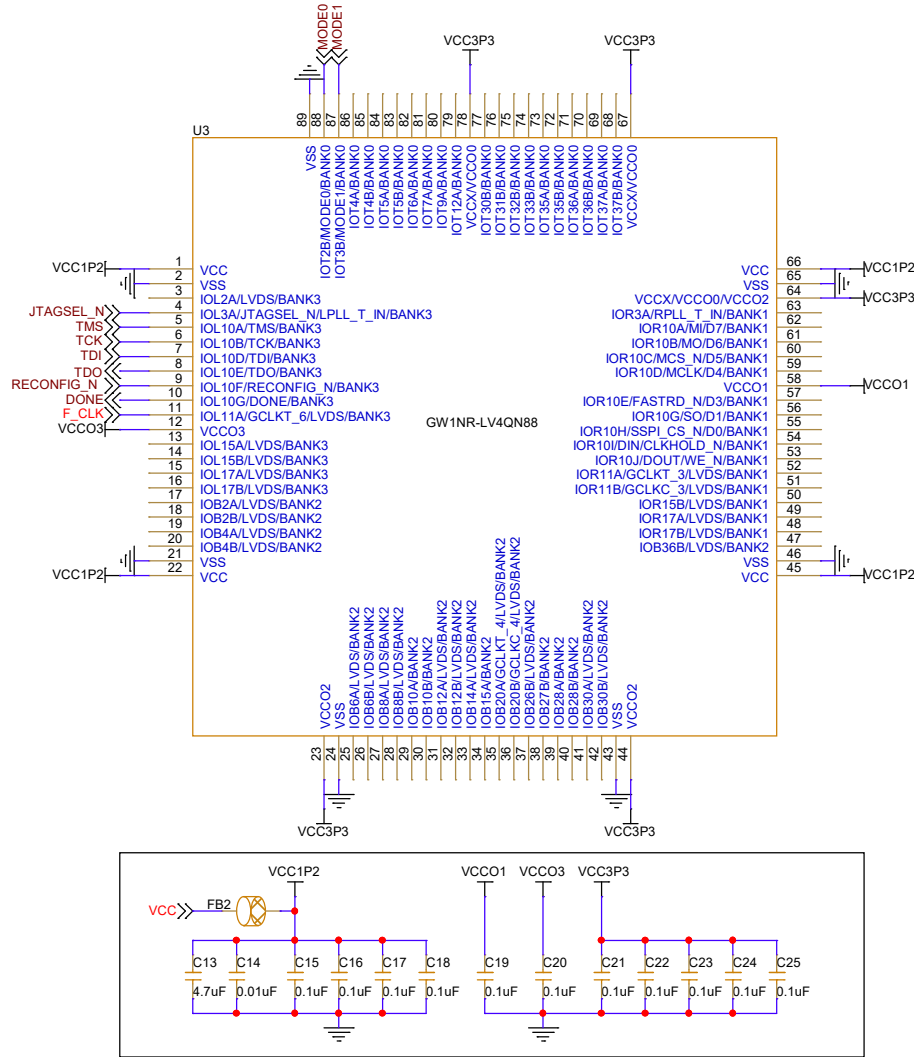 MODE0
MODE1
VCC3P3
VCC3P3
89
88
87
86
85
84
83
82
81
80
79
78
77
76
75
74
73
72
71
70
69
68
67
U3
VSS
IOT2B/MODE0/BANK0
IOT3B/MODE1/BANK0
IOT4A/BANK0
IOT4B/BANK0
IOT5A/BANK0
IOT5B/BANK0
IOT6A/BANK0
IOT7A/BANK0
IOT9A/BANK0
IOT12A/BANK0
VCCX/VCCO0
IOT30B/BANK0
IOT31B/BANK0
IOT32B/BANK0
IOT33B/BANK0
IOT35A/BANK0
IOT35B/BANK0
IOT36A/BANK0
IOT36B/BANK0
IOT37A/BANK0
IOT37B/BANK0
VCCX/VCCO0
VCC1P2 1 VCC
2 VSS
3 IOL2A/LVDS/BANK3
JTAGSEL_N 4 IOL3A/JTAGSEL_N/LPLL_T_IN/BANK3
TMS 5 IOL10A/TMS/BANK3
TCK 6 IOL10B/TCK/BANK3
TDI 7 IOL10D/TDI/BANK3
TDO 8 IOL10E/TDO/BANK3
RECONFIG_N 9 IOL10F/RECONFIG_N/BANK3
DONE 10 IOL10G/DONE/BANK3
F_CLK 11 IOL11A/GCLKT_6/LVDS/BANK3
VCCO3 12 VCCO3
13 IOL15A/LVDS/BANK3
14 IOL15B/LVDS/BANK3
15 IOL17A/LVDS/BANK3
16 IOL17B/LVDS/BANK3
17 IOB2A/LVDS/BANK2
18 IOB2B/LVDS/BANK2
19 IOB4A/LVDS/BANK2
20 IOB4B/LVDS/BANK2
21 VSS
VCC1P2 22 VCC
GW1NR-LV4QN88
VCC 66 VCC1P2
VSS 65
VCCX/VCCO0/VCCO2 64 VCC3P3
IOR3A/RPLL_T_IN/BANK1 63
IOR10A/MI/D7/BANK1 62
IOR10B/MO/D6/BANK1 61
IOR10C/MCS_N/D5/BANK1 60
IOR10D/MCLK/D4/BANK1 59
VCCO1 58 VCCO1
IOR10E/FASTRD_N/D3/BANK1 57
IOR10G/SO/D1/BANK1 56
IOR10H/SSPI_CS_N/D0/BANK1 55
IOR10I/DIN/CLKHOLD_N/BANK1 54
IOR10J/DOUT/WE_N/BANK1 53
IOR11A/GCLKT_3/LVDS/BANK1 52
IOR11B/GCLKC_3/LVDS/BANK1 51
IOR15B/LVDS/BANK1 50
IOR17A/LVDS/BANK1 49
IOR17B/LVDS/BANK1 48
IOB36B/LVDS/BANK2 47
VSS 46
VCC 45 VCC1P2
VCCO2
VSS
IOB6A/LVDS/BANK2
IOB6B/LVDS/BANK2
IOB8A/LVDS/BANK2
IOB8B/LVDS/BANK2
IOB10A/BANK2
IOB10B/BANK2
IOB12A/LVDS/BANK2
IOB12B/LVDS/BANK2
IOB14A/LVDS/BANK2
IOB15A/BANK2
IOB20A/GCLKT_4/LVDS/BANK2
IOB20B/GCLKC_4/LVDS/BANK2
IOB26B/LVDS/BANK2
IOB27B/BANK2
IOB28A/BANK2
IOB28B/BANK2
IOB30A/LVDS/BANK2
IOB30B/LVDS/BANK2
VSS
VCCO2
23
24
25
26
27
28
29
30
31
32
33
34
35
36
37
38
39
40
41
42
43
44
VCC3P3
VCC3P3
VCC1P2 VCCO1 VCCO3 VCC3P3
VCC FB2
C13 C14 C15 C16 C17 C18 C19 C20 C21 C22 C23 C24 C25
4.7uF 0.01uF 0.1uF 0.1uF 0.1uF 0.1uF 0.1uF 0.1uF 0.1uF 0.1uF 0.1uF 0.1uF 0.1uF